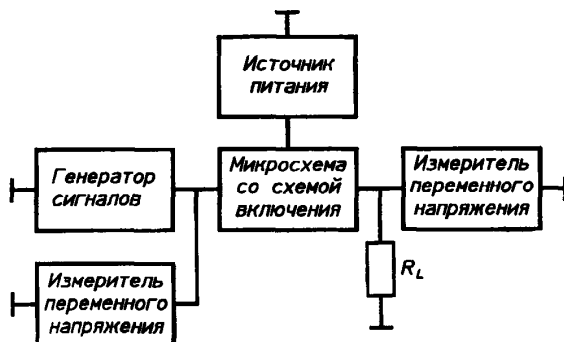 Источник
питания
Генератор
сигналов
Микросхема
со схемой
включения
Измеритель
переменного
напряжения
Измеритель
переменного
напряжения
R_L